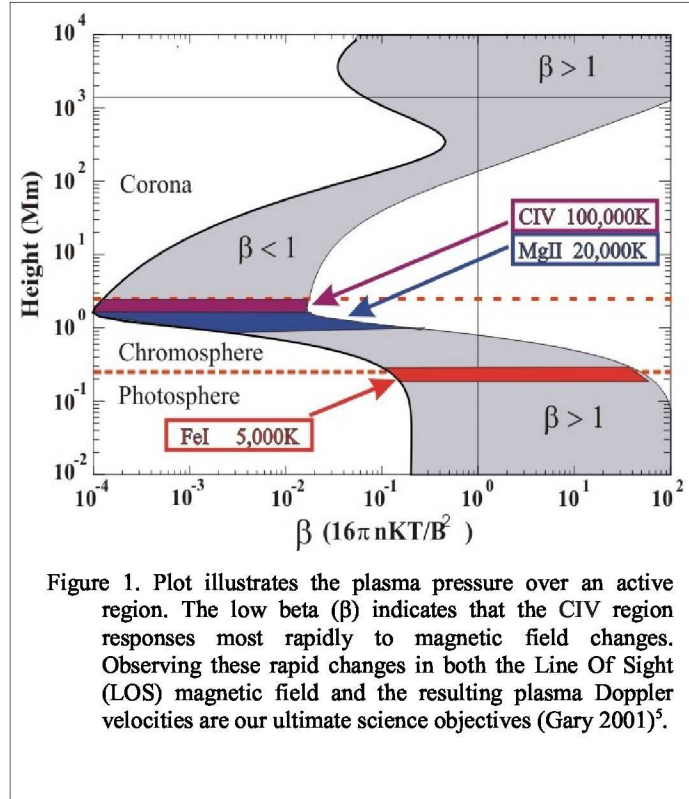 10⁴
β > 1
10³
Corona
10²
CIV 100,000K
MgII 20,000K
β < 1
10¹
Height (Mm)
10⁰
Chromosphere
Photosphere
10⁻¹
FeI 5,000K
β > 1
10⁻²
10⁻⁴ 10⁻³ 10⁻² 10⁻¹ 10⁰ 10¹ 10²
β (16π nKT/B² )
Figure 1. Plot illustrates the plasma pressure over an active
region. The low beta (β) indicates that the CIV region
responses most rapidly to magnetic field changes.
Observing these rapid changes in both the Line Of Sight
(LOS) magnetic field and the resulting plasma Doppler
velocities are our ultimate science objectives (Gary 2001)⁵.